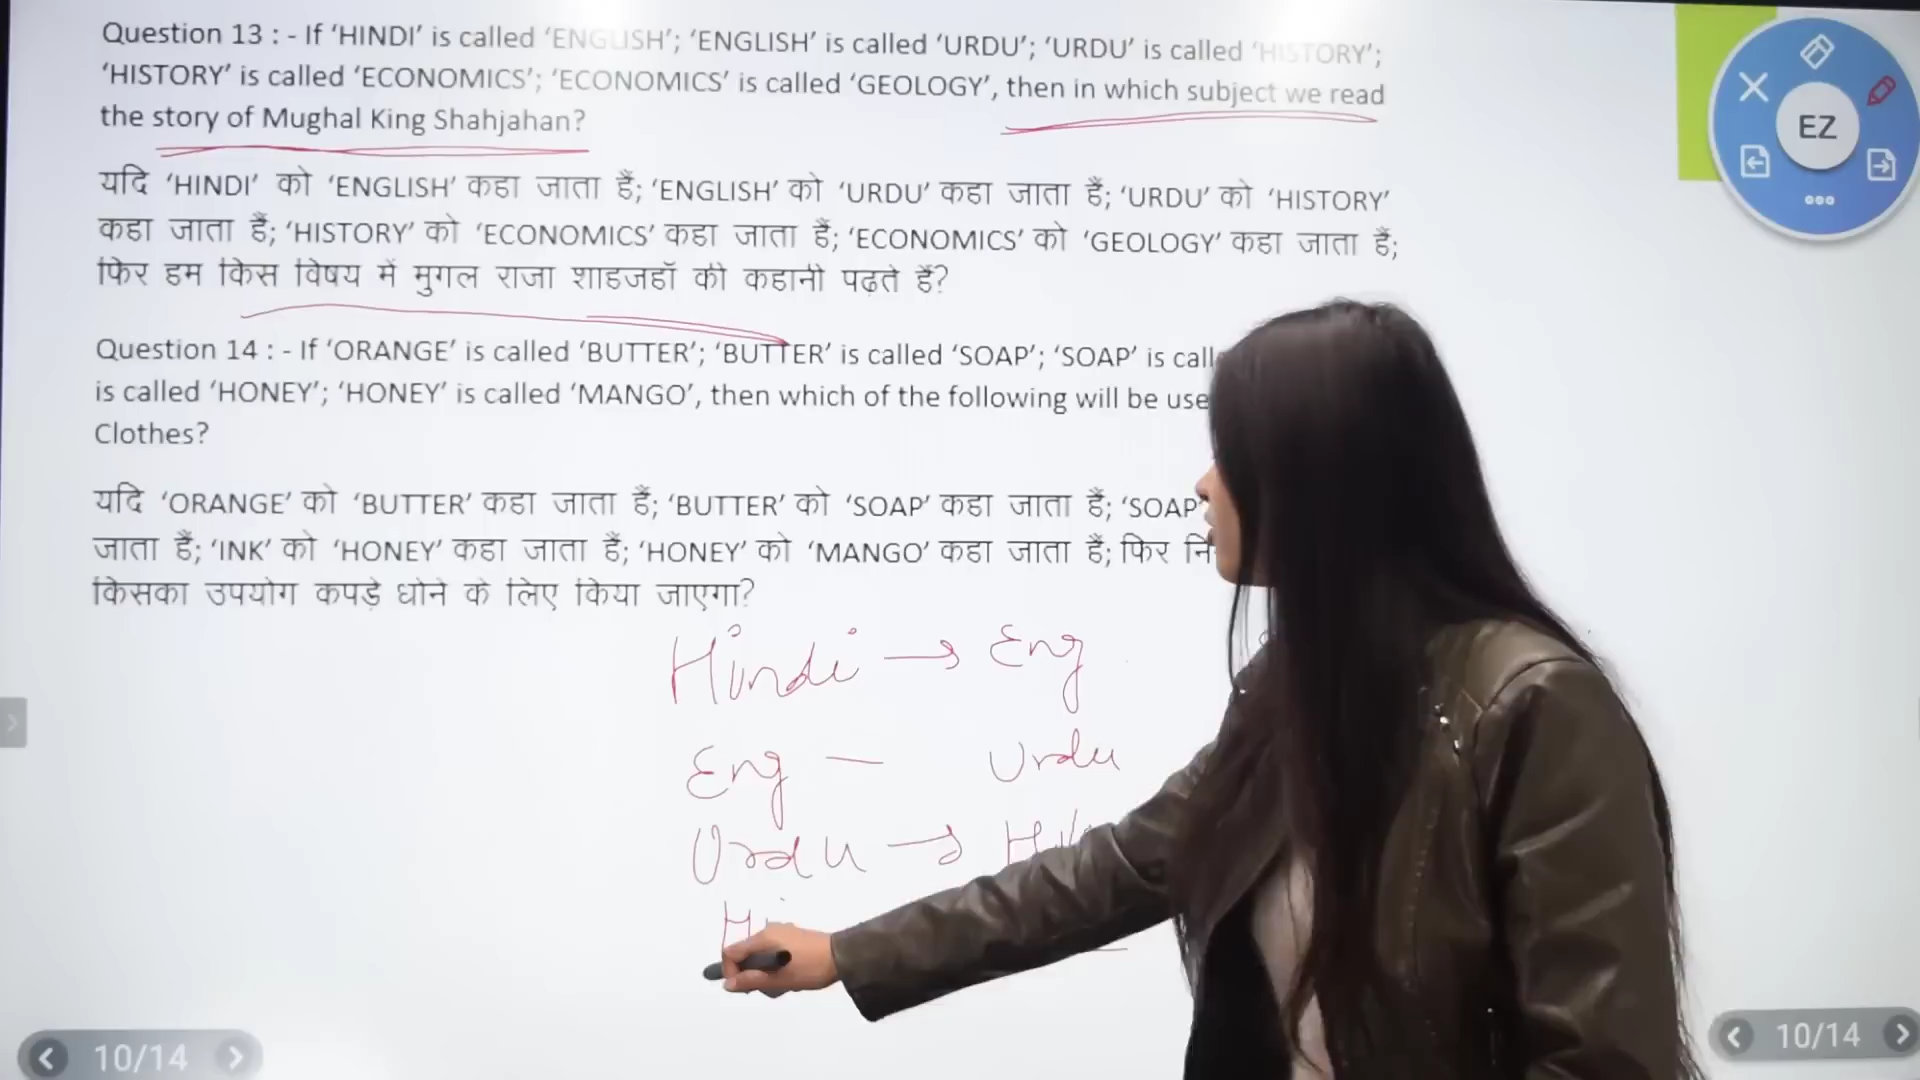 Question 13 : - If ‘HINDI’ is called ‘ENGLISH’; ‘ENGLISH’ is called ‘URDU’; ‘URDU’ is called ‘HISTORY’;
‘HISTORY’ is called ‘ECONOMICS’; ‘ECONOMICS’ is called ‘GEOLOGY’, then in which subject we read
the story of Mughal King Shahjahan?
यदि ‘HINDI’ को ‘ENGLISH’ कहा जाता है; ‘ENGLISH’ को ‘URDU’ कहा जाता है; ‘URDU’ को ‘HISTORY’
कहा जाता है; ‘HISTORY’ को ‘ECONOMICS’ कहा जाता है; ‘ECONOMICS’ को ‘GEOLOGY’ कहा जाता है;
फिर हम किस विषय में मुगल राजा शाहजहाॅं की कहानी पढ़ते हैं?
Question 14 : - If ‘ORANGE’ is called ‘BUTTER’; ‘BUTTER’ is called ‘SOAP’; ‘SOAP’ is
is called ‘HONEY’; ‘HONEY’ is called ‘MANGO’, then which of the following will be
Clothes?
यदि ‘ORANGE’ को ‘BUTTER’ कहा जाता है; ‘BUTTER’ को ‘SOAP’ कहा जाता है; ‘SOAP’
जाता है; ‘INK’ को ‘HONEY’ कहा जाता है; ‘HONEY’ को ‘MANGO’ कहा जाता है; फिर
किसका उपयोग कपड़े धोने के लिए किया जाएगा?
Hindi → Eng
Eng — Urdu
Urdu →
EZ
10/14
10/14